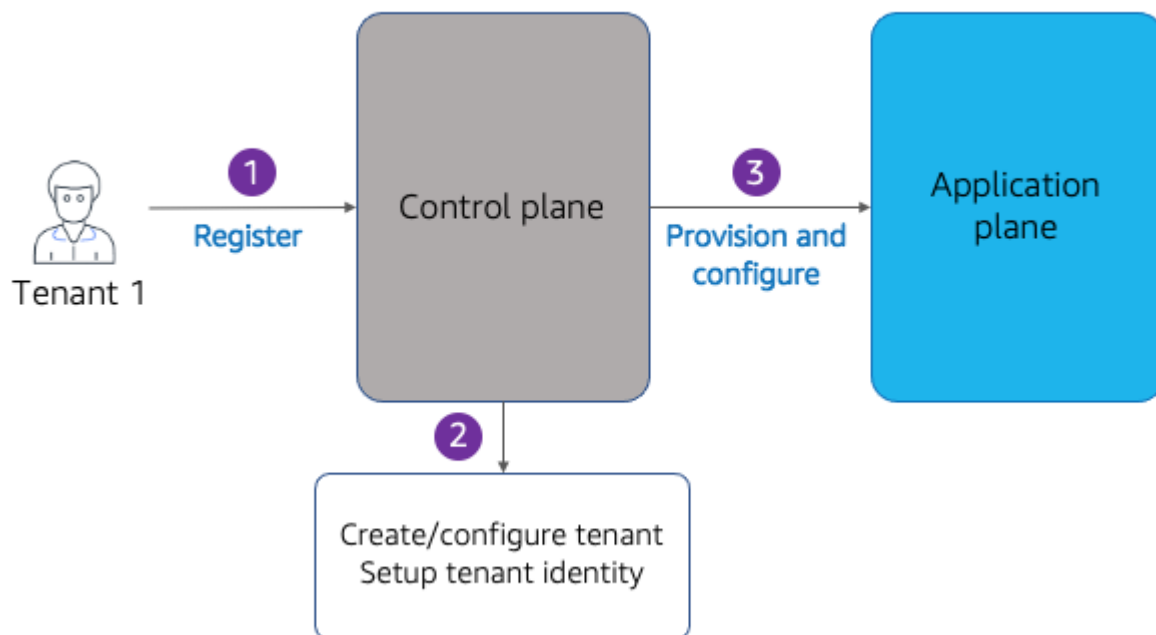 1
Register
Tenant 1
Control plane
3
Provision and
configure
Application
plane
2
Create/configure tenant
Setup tenant identity